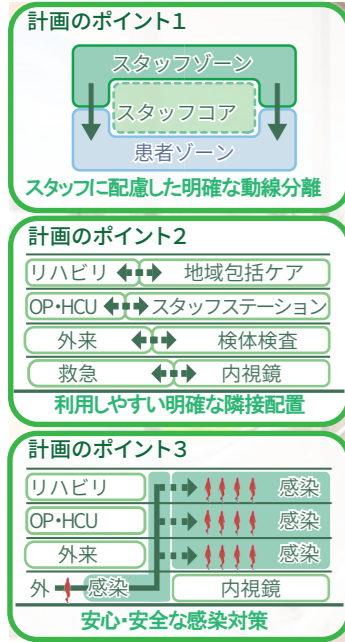 計画のポイント1
スタッフゾーン
スタッフコア
患者ゾーン
スタッフに配慮した明確な動線分離
計画のポイント2
リハビリ 地域包括ケア
OP・HCU スタッフステーション
外来 検体検査
救急 内視鏡
利用しやすい明確な隣接配置
計画のポイント3
リハビリ 感染
OP・HCU 感染
外来 感染
外 感染 内視鏡
安心・安全な感染対策